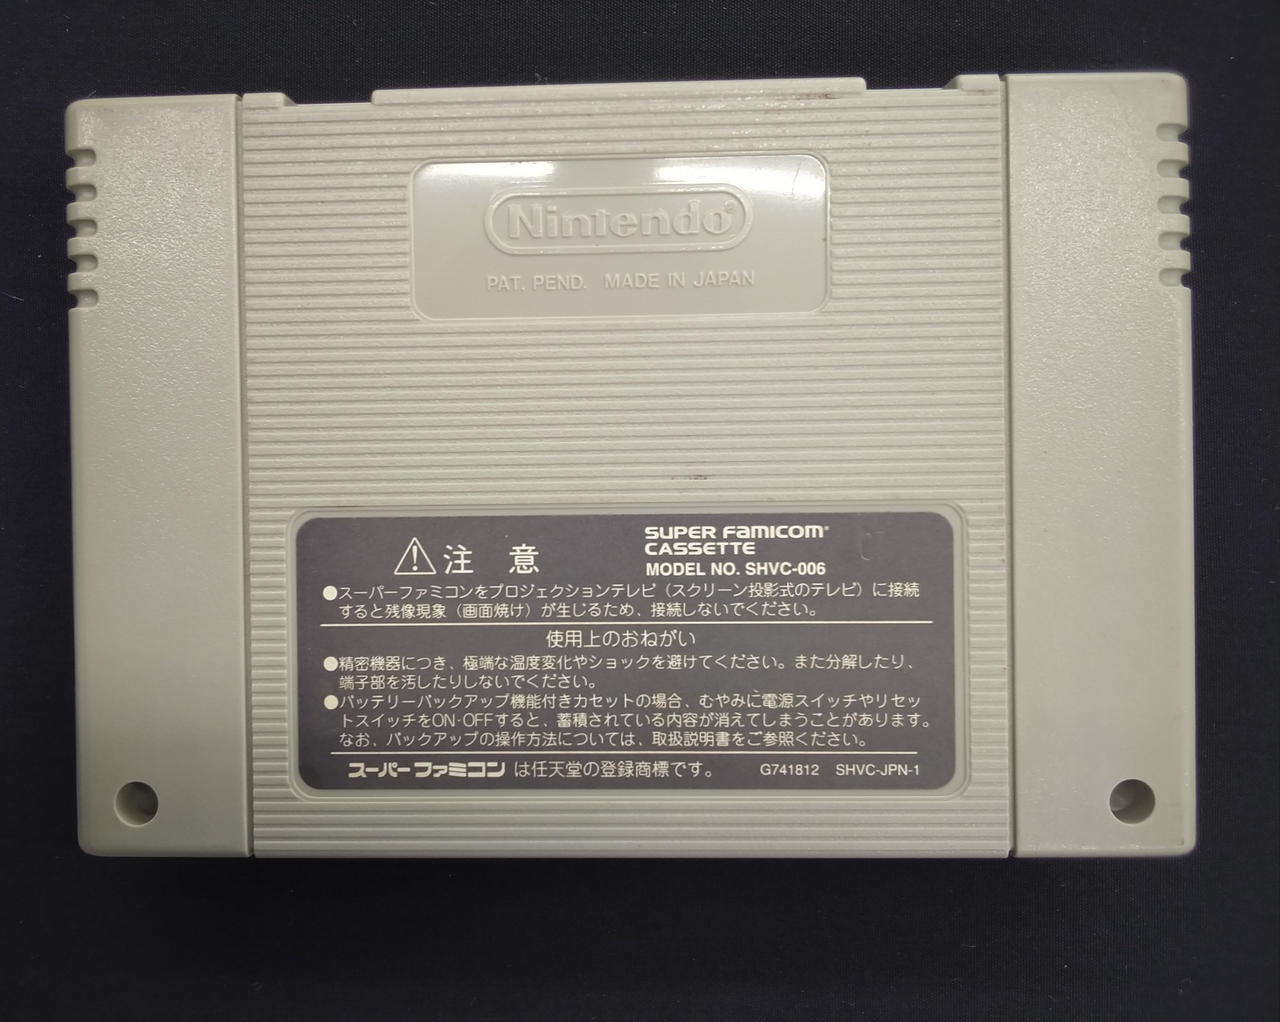 Nintendo®
PAT. PEND. MADE IN JAPAN
注 意
SUPER FAMICOM®
CASSETTE
MODEL NO. SHVC-006
●スーパーファミコンをプロジェクションテレビ(スクリーン投影式のテレビ)に接続
すると残像現象(画面焼け)が生じるため、接続しないでください。
使用上のおねがい
●精密機器につき、極端な温度変化やショックを避けてください。また分解したり、
端子部を汚したりしないでください。
●バッテリーバックアップ機能付きカセットの場合、むやみに電源スイッチやリセッ
トスイッチをON·OFFすると、蓄積されている内容が消えてしまうことがあります。
なお、バックアップの操作方法については、取扱説明書をご参照ください。
スーパーファミコン は任天堂の登録商標です。 G741812 SHVC-JPN-1